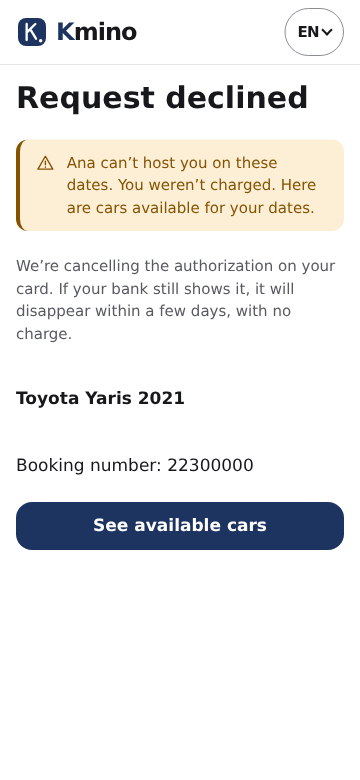 K. Kmino
EN
Request declined
Ana can’t host you on these
dates. You weren’t charged. Here
are cars available for your dates.
We’re cancelling the authorization on your
card. If your bank still shows it, it will
disappear within a few days, with no
charge.
Toyota Yaris 2021
Booking number: 22300000
See available cars